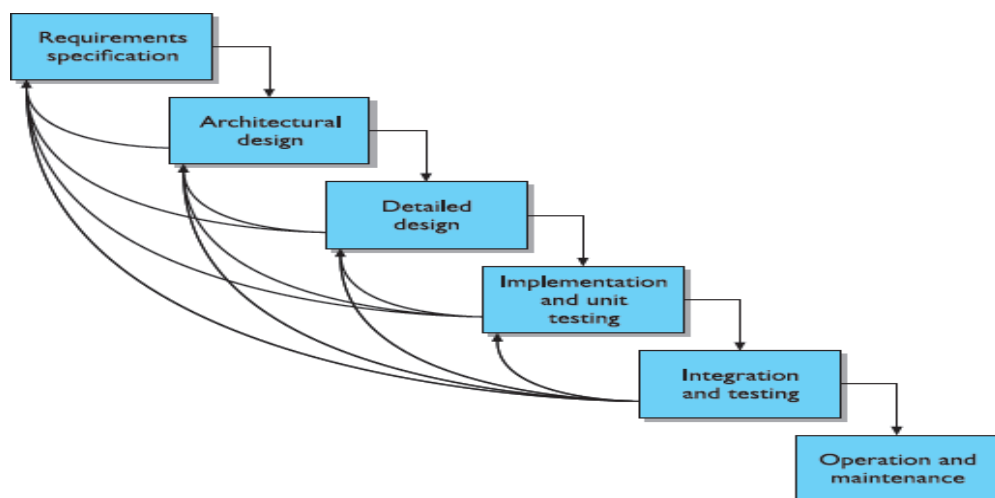 Requirements
specification
Architectural
design
Detailed
design
Implementation
and unit
testing
Integration
and testing
Operation and
maintenance